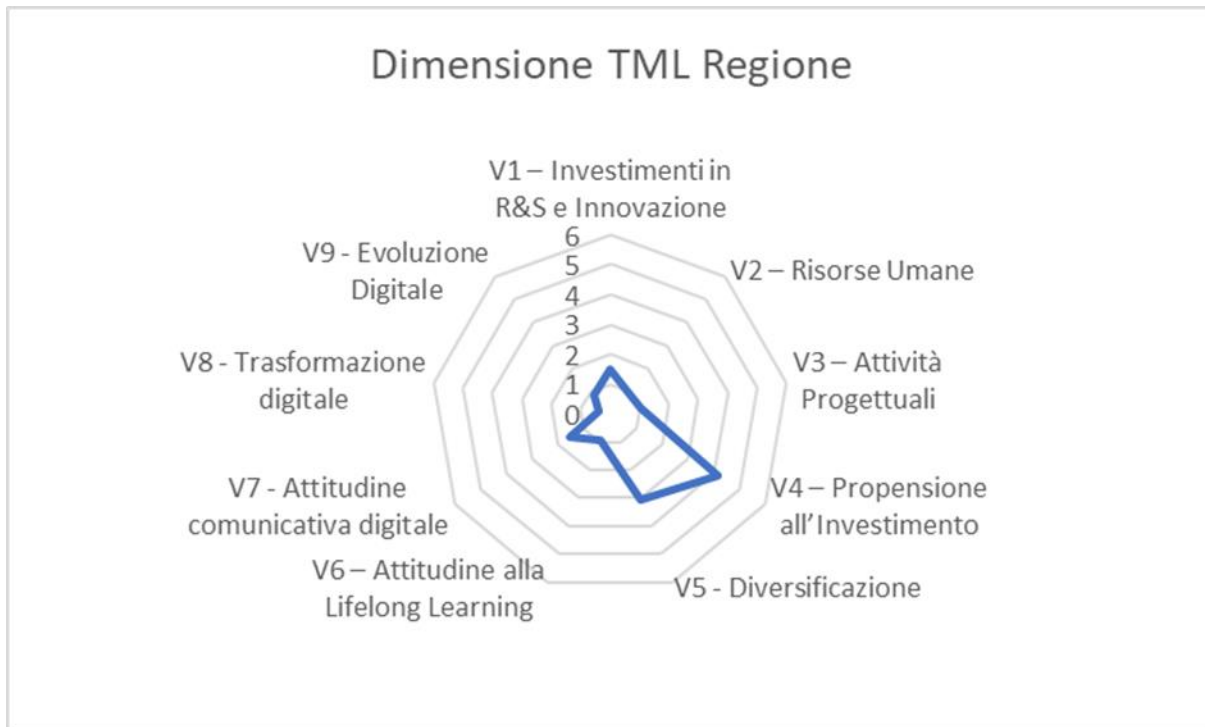 Dimensione TML Regione
V1 – Investimenti in
R&S e Innovazione
V2 – Risorse Umane
V3 – Attività
Progettuali
V4 – Propensione
all’Investimento
V5 - Diversificazione
V6 – Attitudine alla
Lifelong Learning
V7 - Attitudine
comunicativa digitale
V8 - Trasformazione
digitale
V9 - Evoluzione
Digitale
6
5
4
3
2
1
0